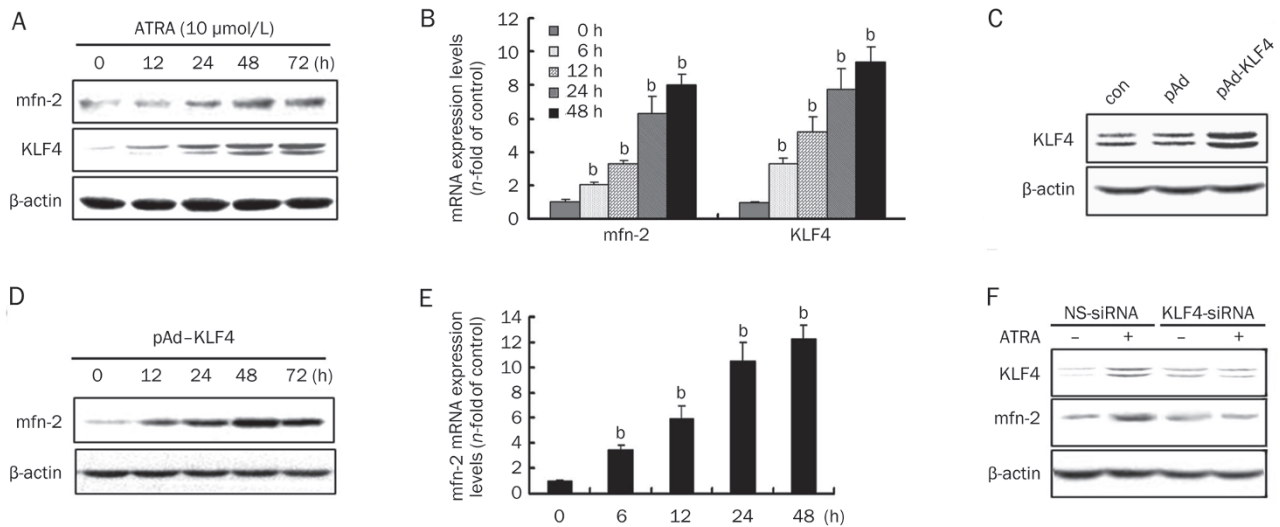 A
ATRA (10 µmol/L)
0 12 24 48 72 (h)
mfn-2
KLF4
β-actin
B
mRNA expression levels
(n-fold of control)
12
10
8
6
4
2
0
0 h
6 h
12 h
24 h
48 h
b b b b
b b b b
mfn-2 KLF4
C
con pAd pAd-KLF4
KLF4
β-actin
D
pAd–KLF4
0 12 24 48 72 (h)
mfn-2
β-actin
E
mfn-2 mRNA expression
levels (n-fold of control)
14
12
10
8
6
4
2
0
b b b b
0 6 12 24 48 (h)
F
NS-siRNA KLF4-siRNA
ATRA – + – +
KLF4
mfn-2
β-actin